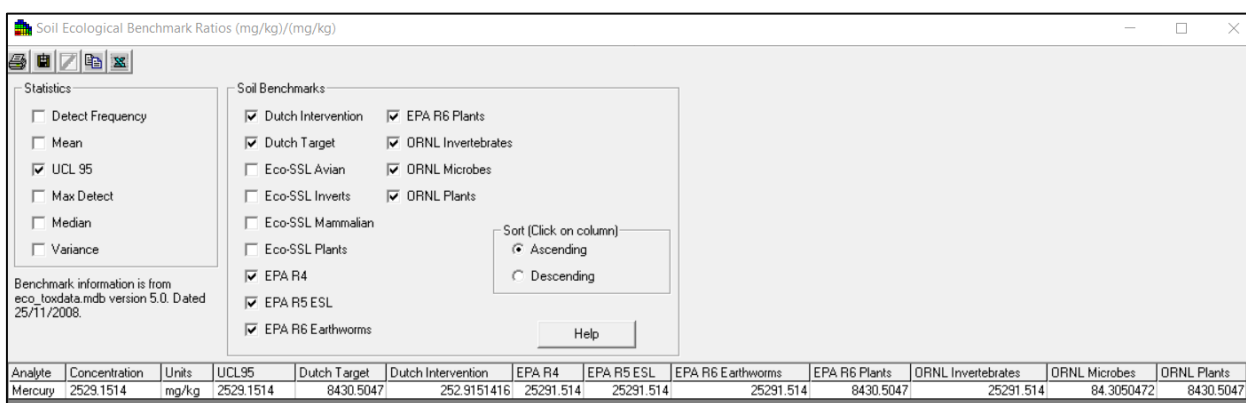 Soil Ecological Benchmark Ratios (mg/kg)/(mg/kg)
Statistics
Detect Frequency
Mean
UCL 95
Max Detect
Median
Variance
Benchmark information is from
eco_toxdata.mdb version 5.0. Dated
25/11/2008.
Soil Benchmarks
Dutch Intervention
Dutch Target
Eco-SSL Avian
Eco-SSL Inverts
Eco-SSL Mammalian
Eco-SSL Plants
EPA R4
EPA R5 ESL
EPA R6 Earthworms
EPA R6 Plants
ORNL Invertebrates
ORNL Microbes
ORNL Plants
Sort (Click on column)
Ascending
Descending
Help
Analyte Concentration Units UCL95 Dutch Target Dutch Intervention EPA R4 EPA R5 ESL EPA R6 Earthworms EPA R6 Plants ORNL Invertebrates ORNL Microbes ORNL Plants
Mercury 2529.1514 mg/kg 2529.1514 8430.5047 252.9151416 25291.514 25291.514 25291.514 8430.5047 25291.514 84.3050472 8430.5047